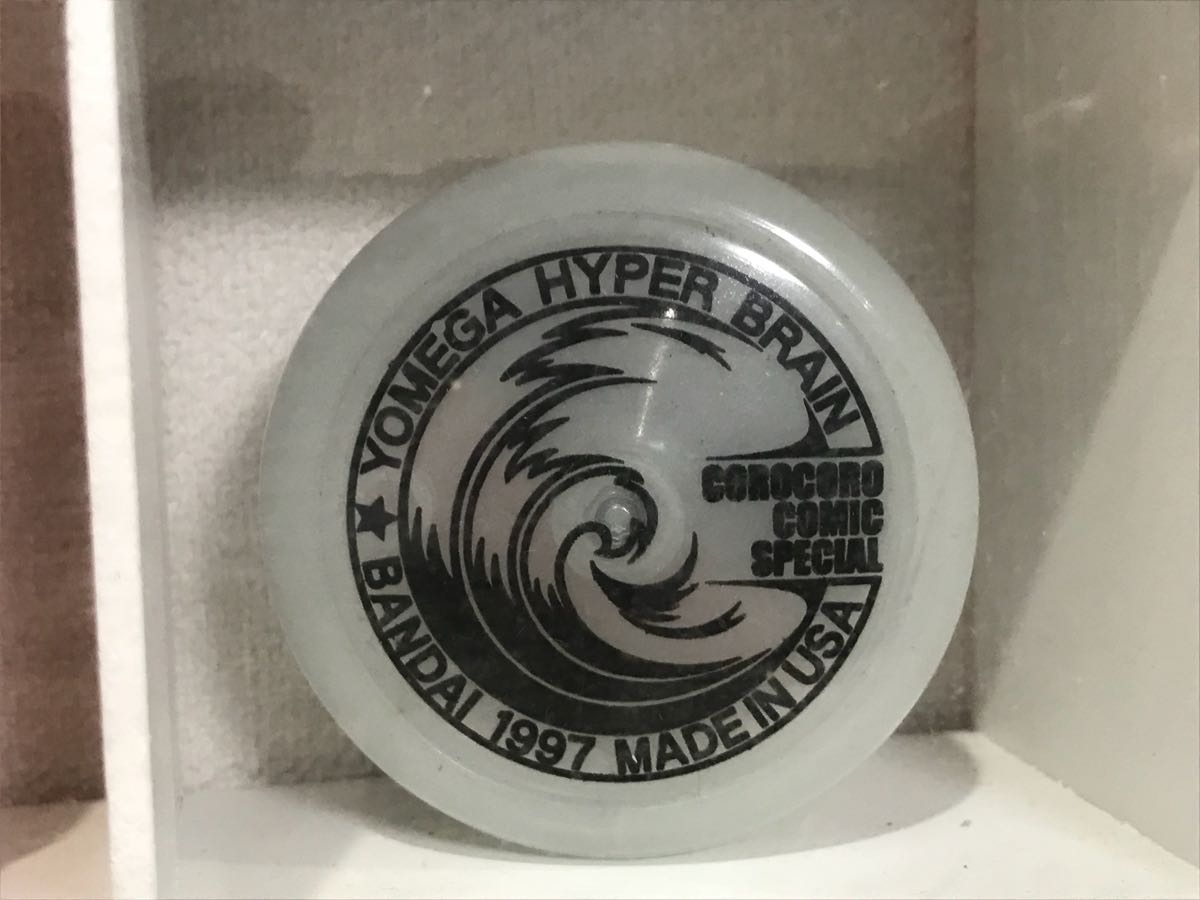 YOMEGA HYPER BRAIN
COROCORO
COMIC
SPECIAL
★ BANDAI 1997 MADE IN USA